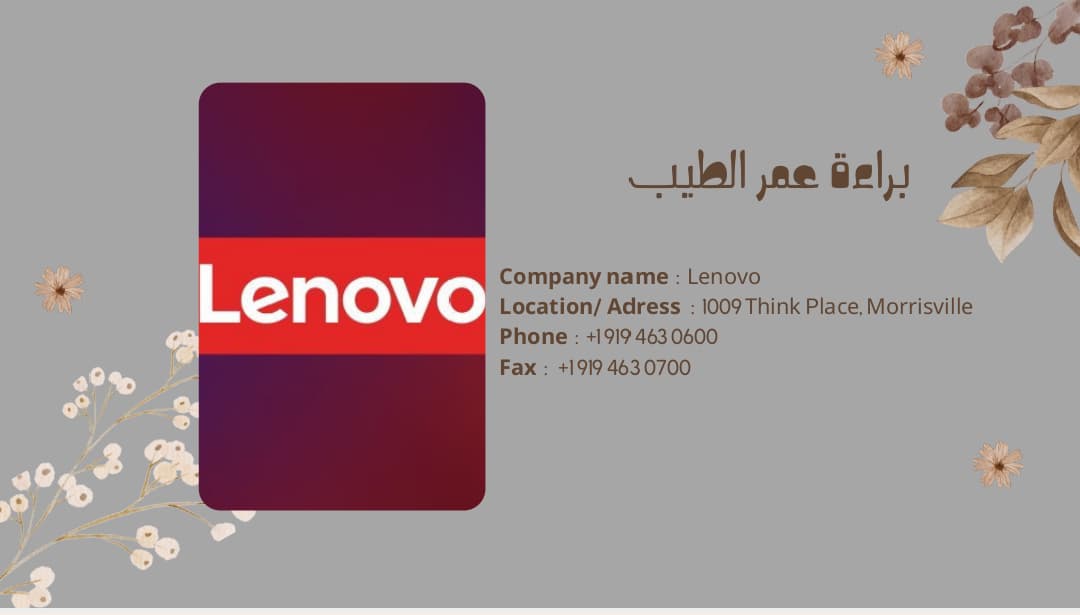 براءة عمر الطيب
Lenovo
Company name : Lenovo
Location/ Adress : 1009 Think Place, Morrisville
Phone : +1 919 463 0600
Fax : +1 919 463 0700